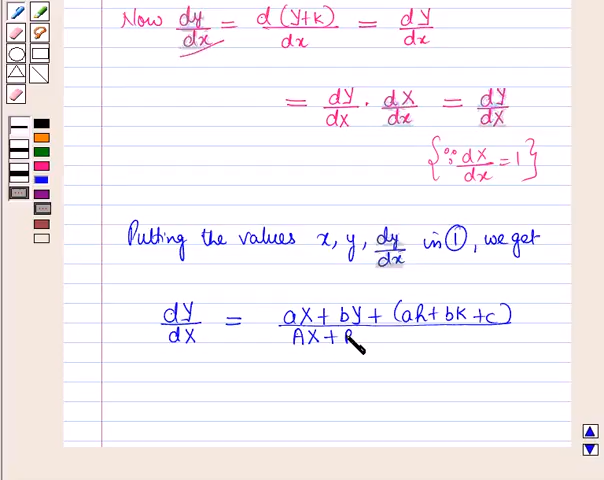 Now dy/dx = d(Y+k)/dx = dY/dx
= dY/dX · dX/dx = dY/dX
{∵ dX/dx = 1}
Putting the values x, y, dy/dx in ①, we get
dY/dX = aX + bY + (ah + bk + c)
AX +